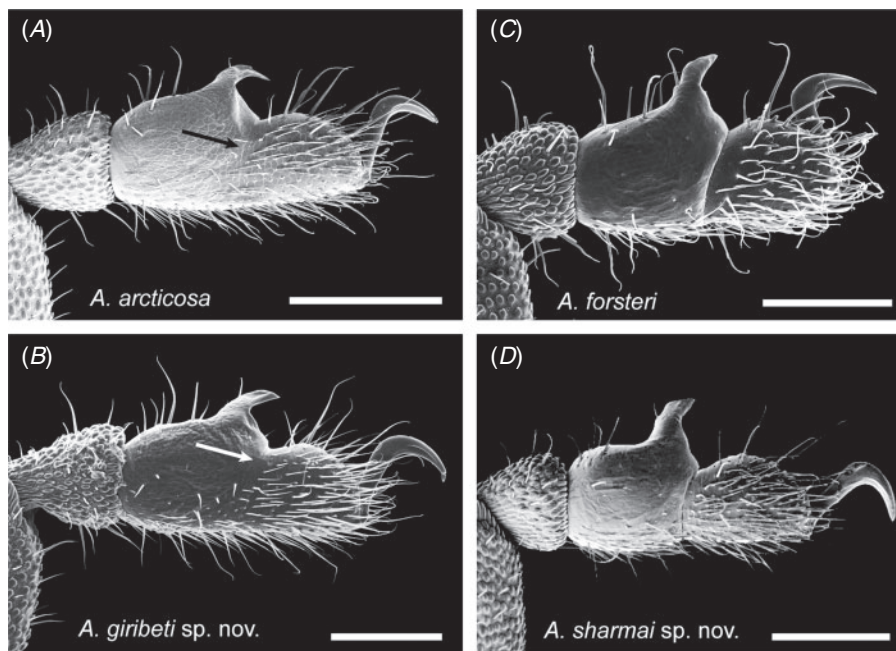 (A)
A. arcticosa
(C)
A. forsteri
(B)
A. giribeti sp. nov.
(D)
A. sharmai sp. nov.